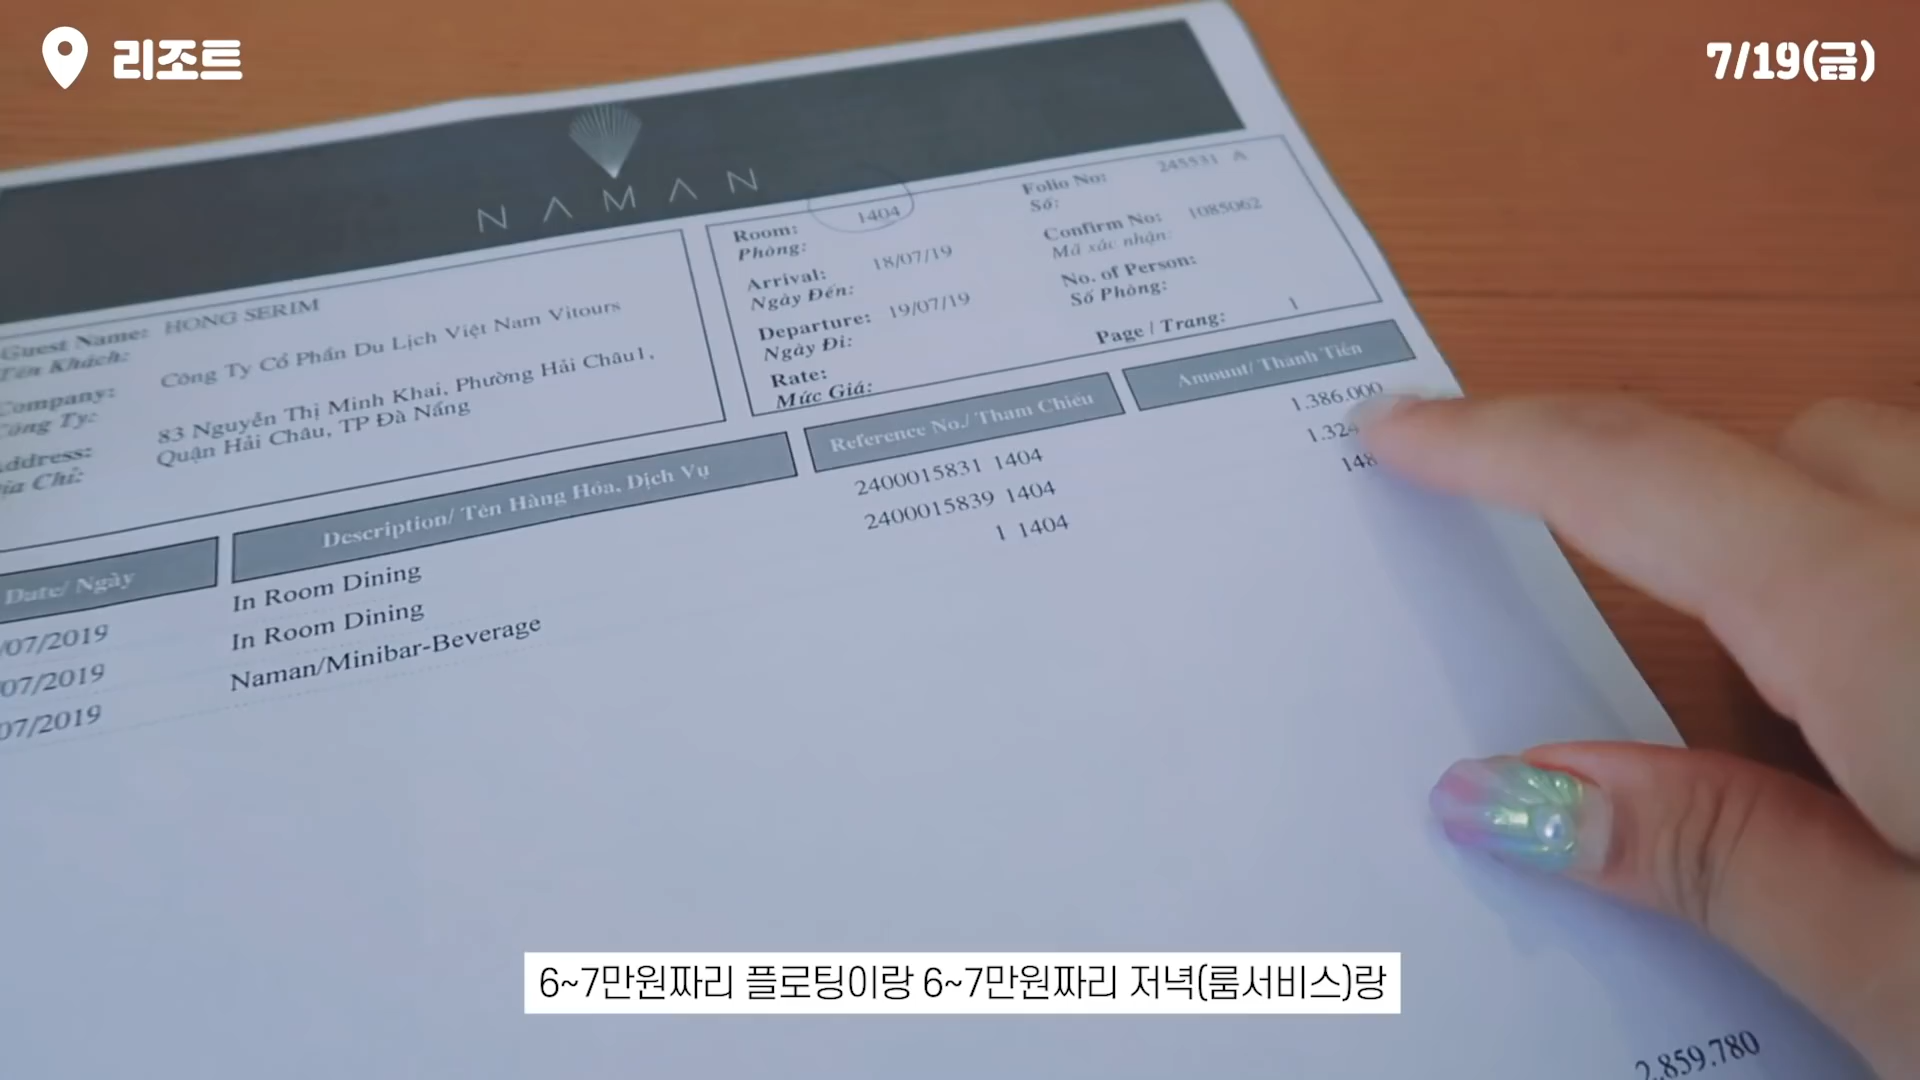 리조트
7/19(금)
NAMAN
Guest Name: HONG SERIM
Tên Khách:
Company: Công Ty Cổ Phần Du Lịch Việt Nam Vitours
Công Ty:
Address: 83 Nguyễn Thị Minh Khai, Phường Hải Châu1,
Địa Chỉ: Quận Hải Châu, TP Đà Nẵng
Room: 1404
Phòng:
Arrival: 18/07/19
Ngày Đến:
Departure: 19/07/19
Ngày Đi:
Rate:
Mức Giá:
Folio No: 245531 A
Số:
Confirm No: 1085062
Mã xác nhận:
No. of Person:
Số Phòng:
Page / Trang: 1
Date/ Ngày Description/ Tên Hàng Hóa, Dịch Vụ Reference No./ Tham Chiếu Amount/ Thành Tiền
/07/2019 In Room Dining 2400015831 1404 1.386.000
07/2019 In Room Dining 2400015839 1404 1.324
07/2019 Naman/Minibar-Beverage 1 1404 148
2.859.780
6~7만원짜리 플로팅이랑 6~7만원짜리 저녁(룸서비스)랑